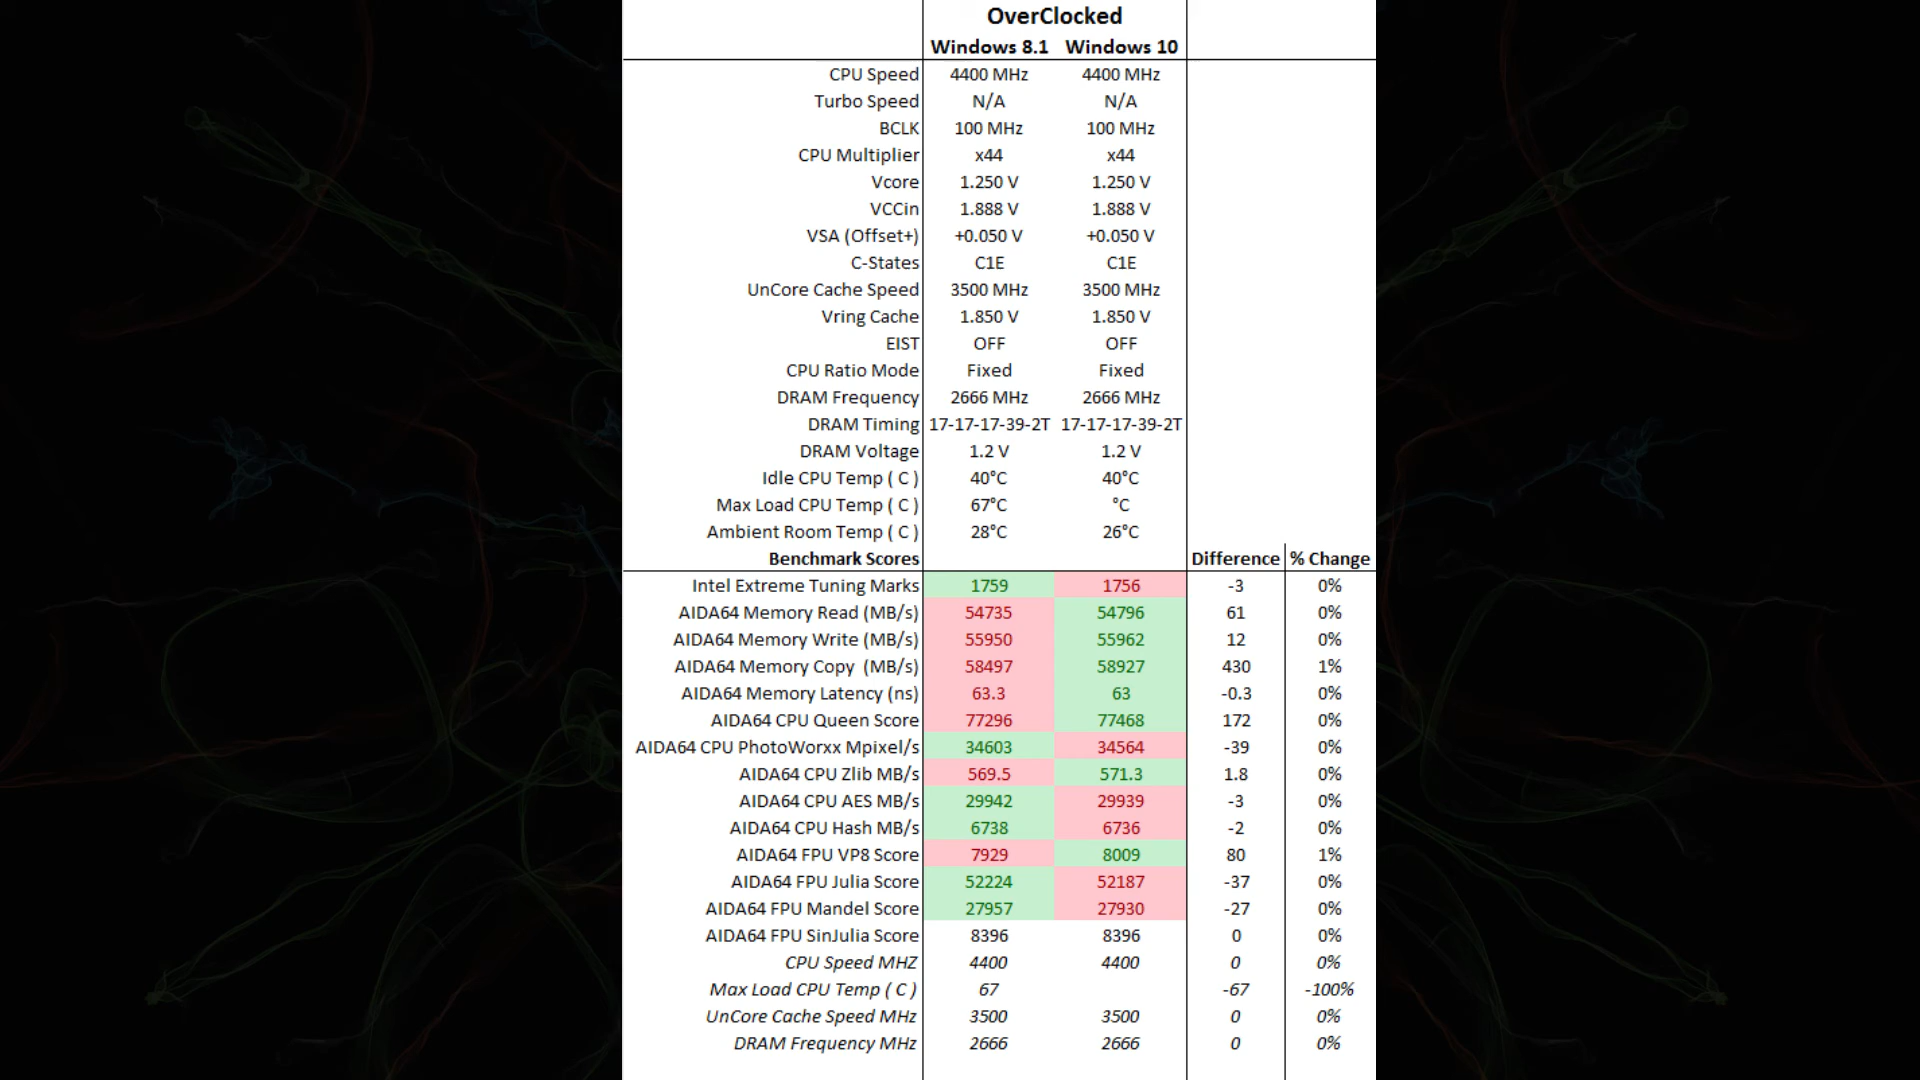 OverClocked
Windows 8.1 Windows 10
CPU Speed 4400 MHz 4400 MHz
Turbo Speed N/A N/A
BCLK 100 MHz 100 MHz
CPU Multiplier x44 x44
Vcore 1.250 V 1.250 V
VCCin 1.888 V 1.888 V
VSA (Offset+) +0.050 V +0.050 V
C-States C1E C1E
UnCore Cache Speed 3500 MHz 3500 MHz
Vring Cache 1.850 V 1.850 V
EIST OFF OFF
CPU Ratio Mode Fixed Fixed
DRAM Frequency 2666 MHz 2666 MHz
DRAM Timing 17-17-17-39-2T 17-17-17-39-2T
DRAM Voltage 1.2 V 1.2 V
Idle CPU Temp ( C ) 40°C 40°C
Max Load CPU Temp ( C ) 67°C °C
Ambient Room Temp ( C ) 28°C 26°C
Benchmark Scores Difference % Change
Intel Extreme Tuning Marks 1759 1756 -3 0%
AIDA64 Memory Read (MB/s) 54735 54796 61 0%
AIDA64 Memory Write (MB/s) 55950 55962 12 0%
AIDA64 Memory Copy (MB/s) 58497 58927 430 1%
AIDA64 Memory Latency (ns) 63.3 63 -0.3 0%
AIDA64 CPU Queen Score 77296 77468 172 0%
AIDA64 CPU PhotoWorxx Mpixel/s 34603 34564 -39 0%
AIDA64 CPU Zlib MB/s 569.5 571.3 1.8 0%
AIDA64 CPU AES MB/s 29942 29939 -3 0%
AIDA64 CPU Hash MB/s 6738 6736 -2 0%
AIDA64 FPU VP8 Score 7929 8009 80 1%
AIDA64 FPU Julia Score 52224 52187 -37 0%
AIDA64 FPU Mandel Score 27957 27930 -27 0%
AIDA64 FPU SinJulia Score 8396 8396 0 0%
CPU Speed MHZ 4400 4400 0 0%
Max Load CPU Temp ( C ) 67 -67 -100%
UnCore Cache Speed MHz 3500 3500 0 0%
DRAM Frequency MHz 2666 2666 0 0%